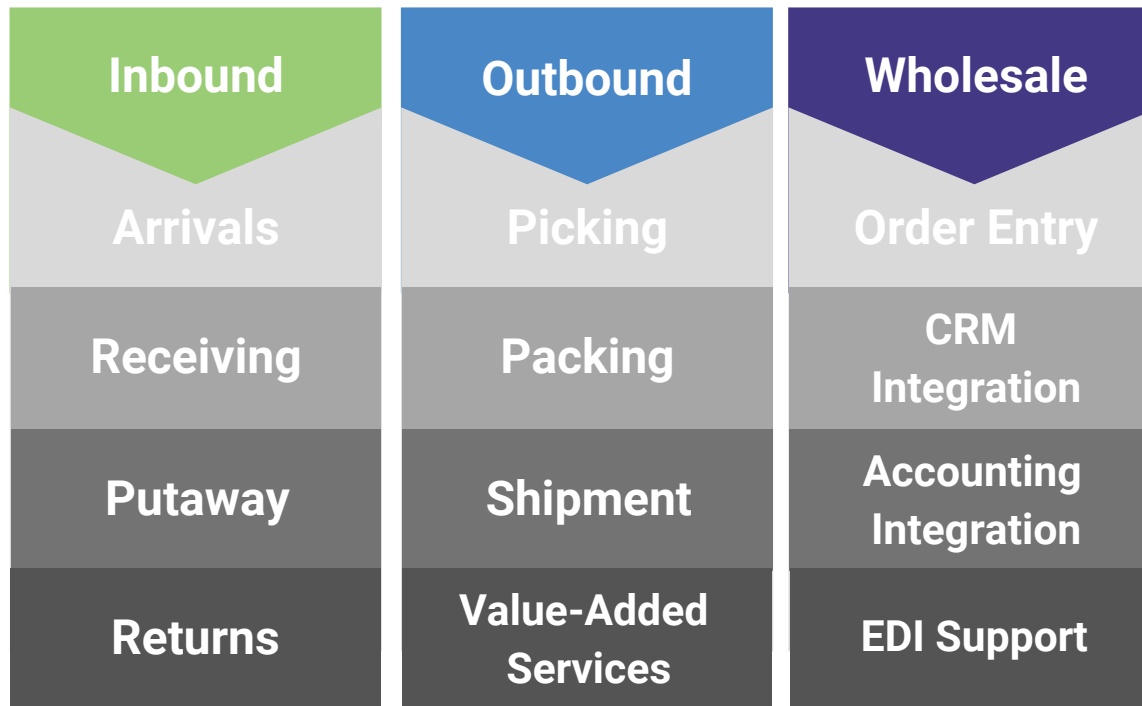 Inbound
Arrivals
Receiving
Putaway
Returns
Outbound
Picking
Packing
Shipment
Value-Added
Services
Wholesale
Order Entry
CRM
Integration
Accounting
Integration
EDI Support